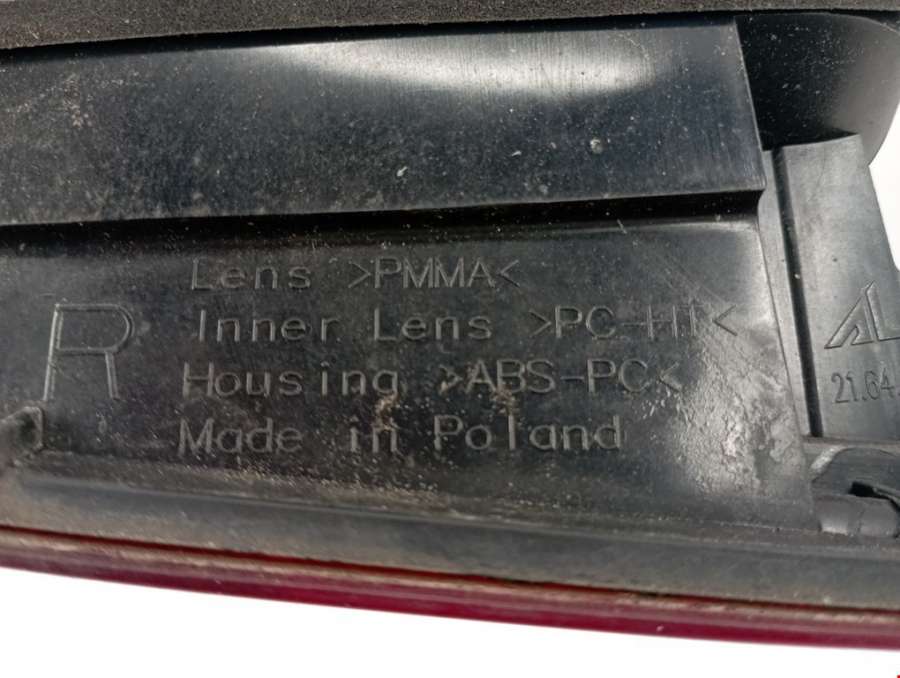 Lens >PMMA<
R
Inner Lens >PC-HT<
Housing >ABS-PC<
Made in Poland
AL
21.64